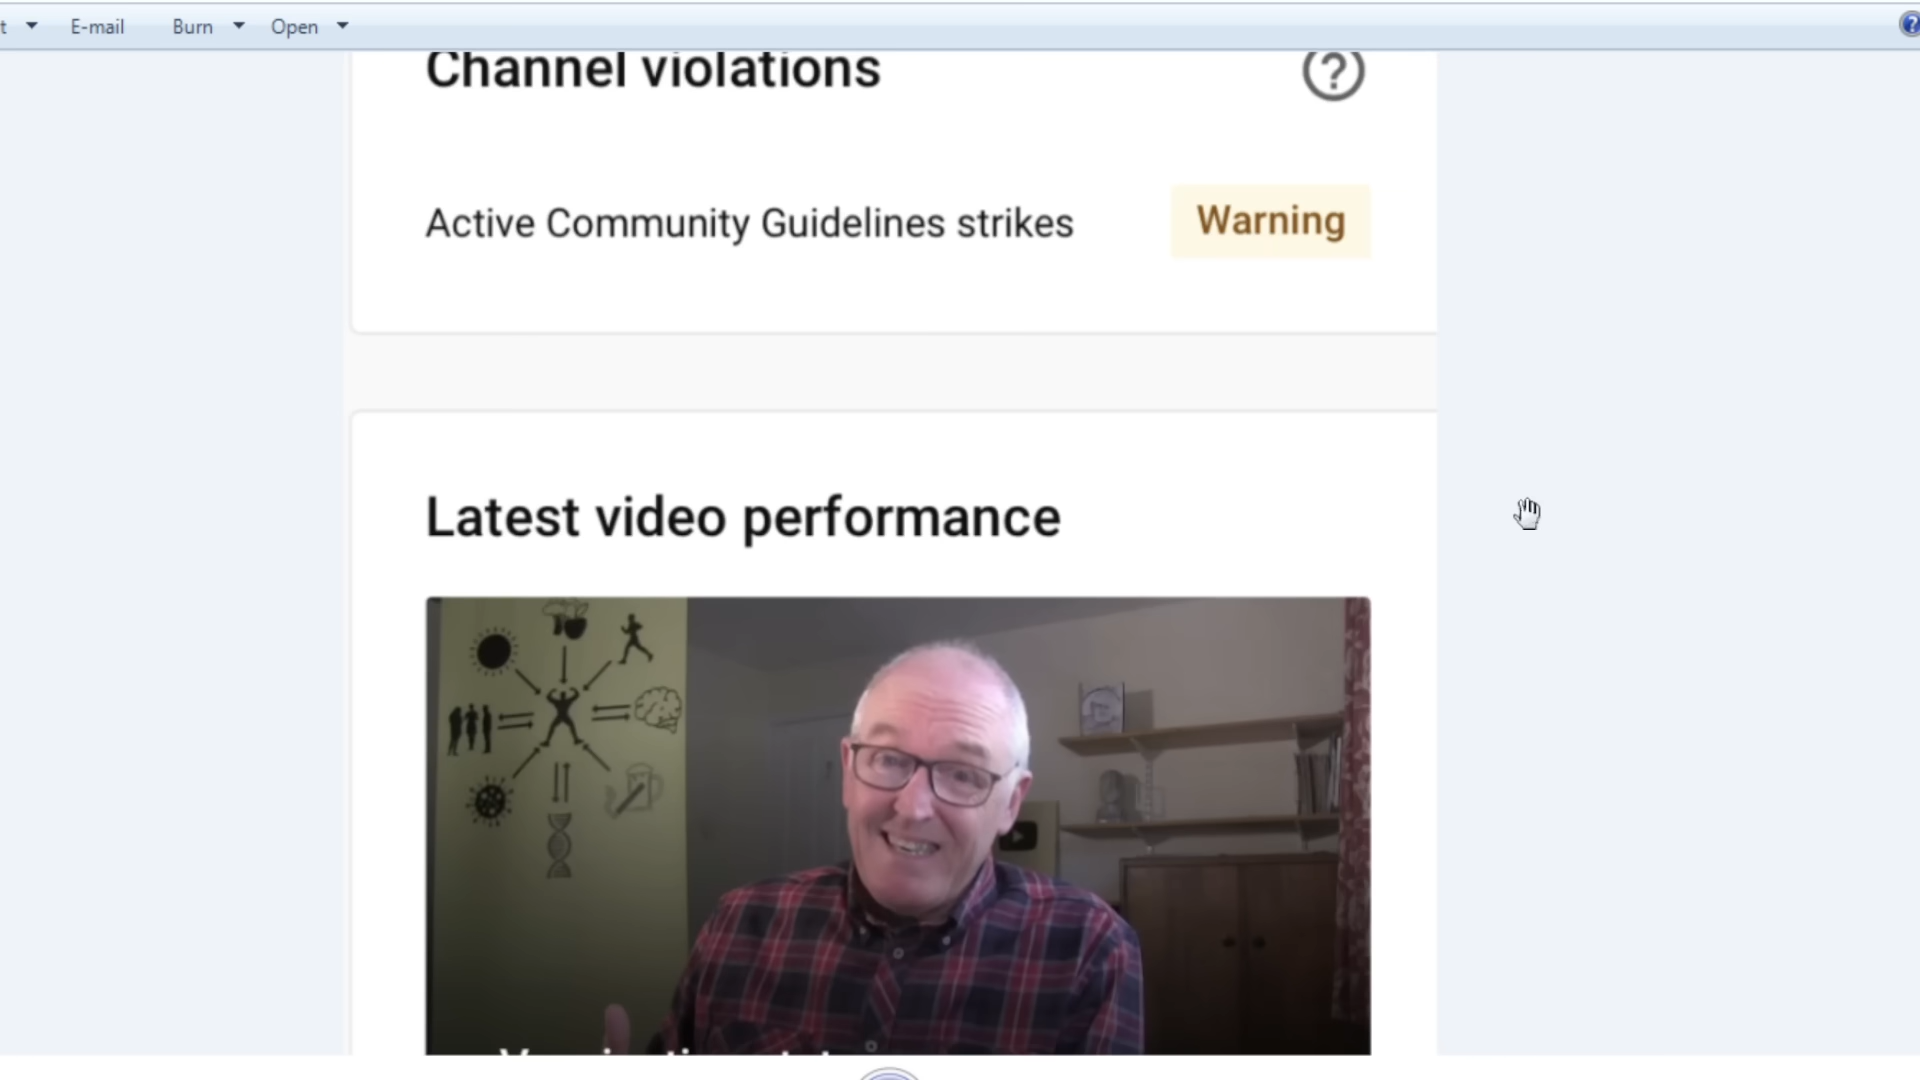 E-mail Burn Open
Channel violations
Active Community Guidelines strikes Warning
Latest video performance